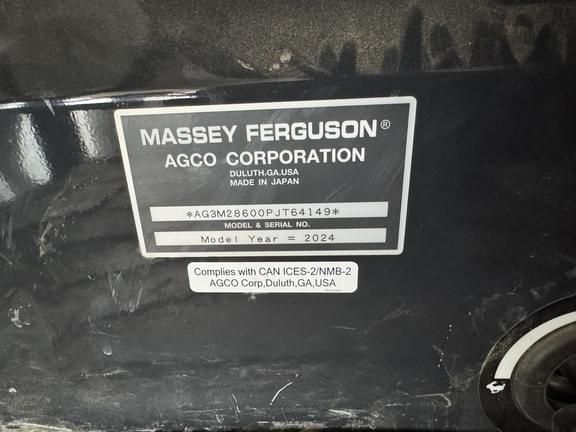 MASSEY FERGUSON®
AGCO CORPORATION
DULUTH.GA.USA
MADE IN JAPAN
*AG3M28600PJT64149*
MODEL & SERIAL NO.
Model Year = 2024
Complies with CAN ICES-2/NMB-2
AGCO Corp,Duluth,GA,USA